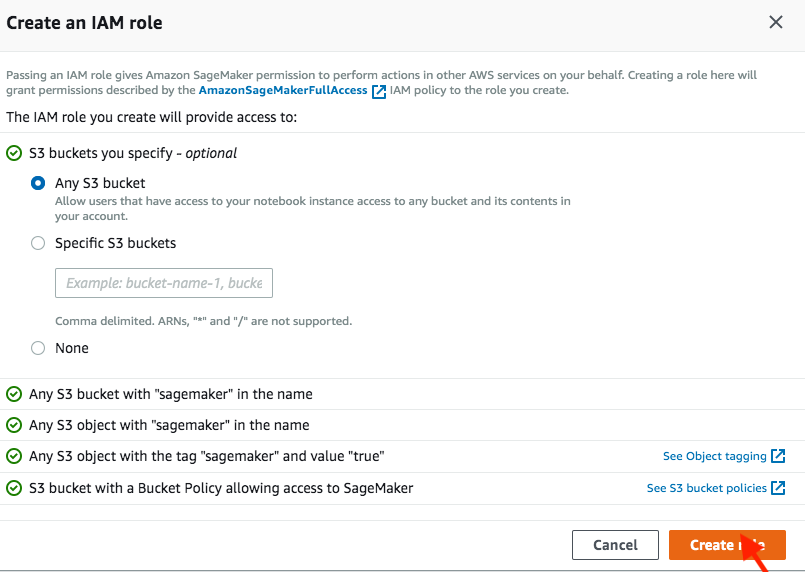 Create an IAM role
Passing an IAM role gives Amazon SageMaker permission to perform actions in other AWS services on your behalf. Creating a role here will
grant permissions described by the AmazonSageMakerFullAccess IAM policy to the role you create.
The IAM role you create will provide access to:
S3 buckets you specify - optional
Any S3 bucket
Allow users that have access to your notebook instance access to any bucket and its contents in
your account.
Specific S3 buckets
Example: bucket-name-1, bucke
Comma delimited. ARNs, "*" and "/" are not supported.
None
Any S3 bucket with "sagemaker" in the name
Any S3 object with "sagemaker" in the name
Any S3 object with the tag "sagemaker" and value "true" See Object tagging
S3 bucket with a Bucket Policy allowing access to SageMaker See S3 bucket policies
Cancel Create role